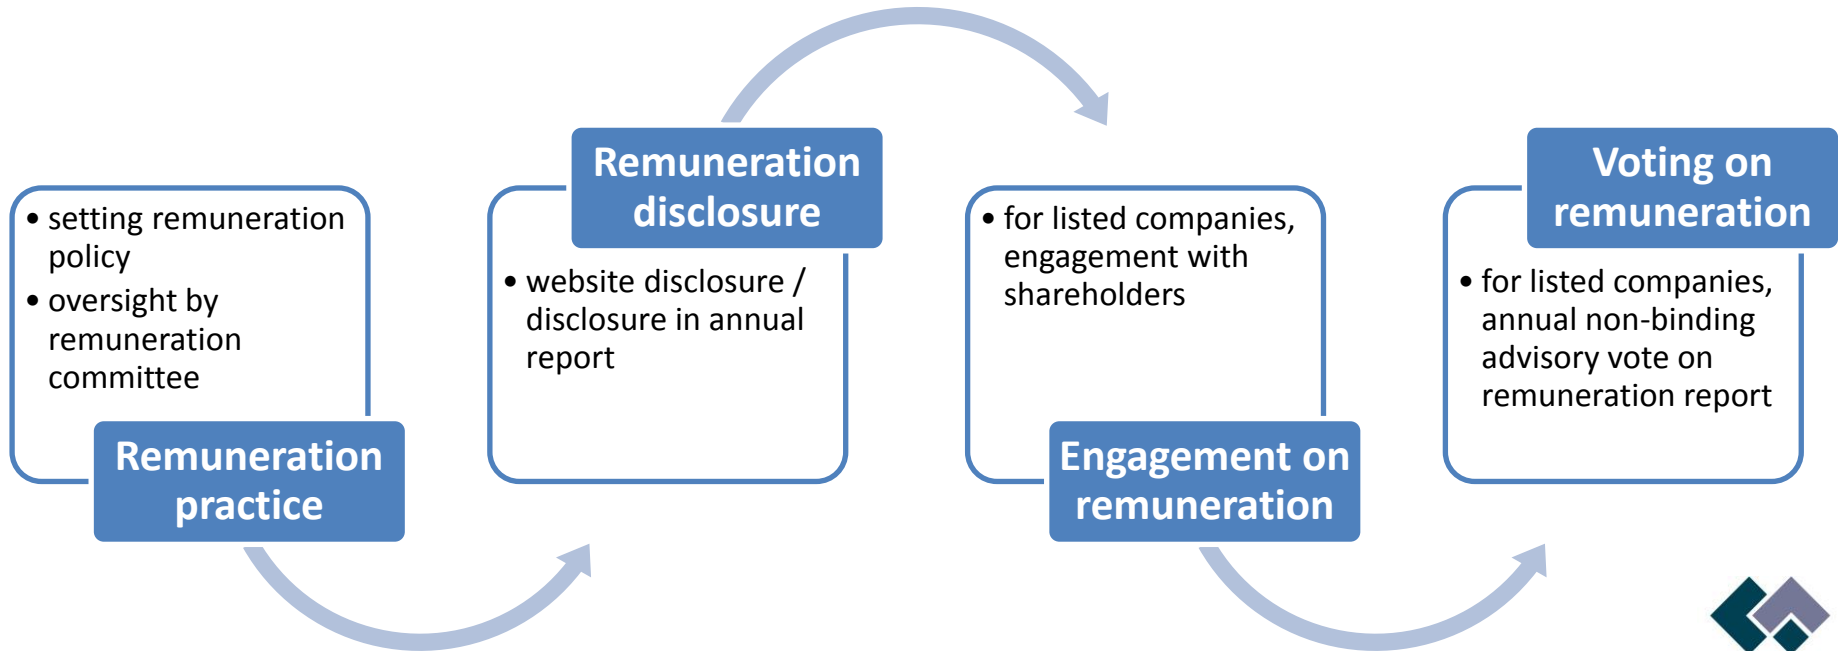 • setting remuneration
policy
• oversight by
remuneration
committee
Remuneration
practice
Remuneration
disclosure
• website disclosure /
disclosure in annual
report
• for listed companies,
engagement with
shareholders
Engagement on
remuneration
Voting on
remuneration
• for listed companies,
annual non-binding
advisory vote on
remuneration report